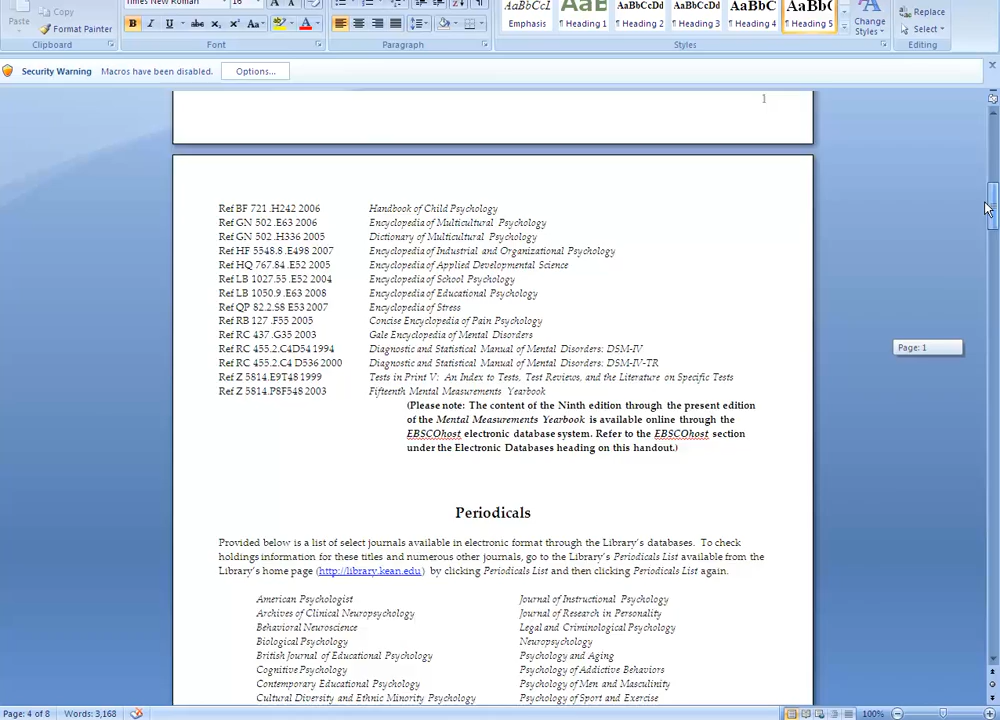 Times New Roman 16
AaBbCcL AaB AaBbCc AaBbCc AaBbC AaBb(
Paste Copy Format Painter B I U abc Aa A Emphasis Heading 1 Heading 2 Heading 3 Heading 4 Heading 5 Change Styles Replace Select
Clipboard Font Paragraph Styles Editing
Security Warning Macros have been disabled. Options...
1
Ref BF 721 .H242 2006 Handbook of Child Psychology
Ref GN 502 .E63 2006 Encyclopedia of Multicultural Psychology
Ref GN 502 .H336 2005 Dictionary of Multicultural Psychology
Ref HF 5548.8 .E498 2007 Encyclopedia of Industrial and Organizational Psychology
Ref HQ 767.84 .E52 2005 Encyclopedia of Applied Developmental Science
Ref LB 1027.55 .E52 2004 Encyclopedia of School Psychology
Ref LB 1050.9 .E63 2008 Encyclopedia of Educational Psychology
Ref QP 82.2.S8 E53 2007 Encyclopedia of Stress
Ref RB 127 .F55 2005 Concise Encyclopedia of Pain Psychology
Ref RC 437 .G35 2003 Gale Encyclopedia of Mental Disorders
Ref RC 455.2.C4D54 1994 Diagnostic and Statistical Manual of Mental Disorders: DSM-IV
Ref RC 455.2.C4 D536 2000 Diagnostic and Statistical Manual of Mental Disorders: DSM-IV-TR
Ref Z 5814.E9T48 1999 Tests in Print V: An Index to Tests, Test Reviews, and the Literature on Specific Tests
Ref Z 5814.P8F548 2003 Fifteenth Mental Measurements Yearbook
(Please note: The content of the Ninth edition through the present edition
of the Mental Measurements Yearbook is available online through the
EBSCOhost electronic database system. Refer to the EBSCOhost section
under the Electronic Databases heading on this handout.)
Page: 1
Periodicals
Provided below is a list of select journals available in electronic format through the Library's databases. To check
holdings information for these titles and numerous other journals, go to the Library's Periodicals List available from the
Library's home page (http://library.kean.edu) by clicking Periodicals List and then clicking Periodicals List again.
American Psychologist Journal of Instructional Psychology
Archives of Clinical Neuropsychology Journal of Research in Personality
Behavioral Neuroscience Legal and Criminological Psychology
Biological Psychology Neuropsychology
British Journal of Educational Psychology Psychology and Aging
Cognitive Psychology Psychology of Addictive Behaviors
Contemporary Educational Psychology Psychology of Men and Masculinity
Cultural Diversity and Ethnic Minority Psychology Psychology of Sport and Exercise
Page: 4 of 8 Words: 3,168 100%